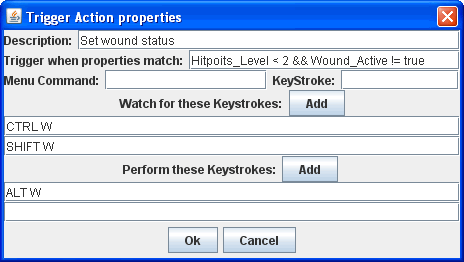 Trigger Action properties
Description: Set wound status
Trigger when properties match: Hitpoits_Level < 2 && Wound_Active != true
Menu Command: KeyStroke:
Watch for these Keystrokes: Add
CTRL W
SHIFT W
Perform these Keystrokes: Add
ALT W
Ok Cancel